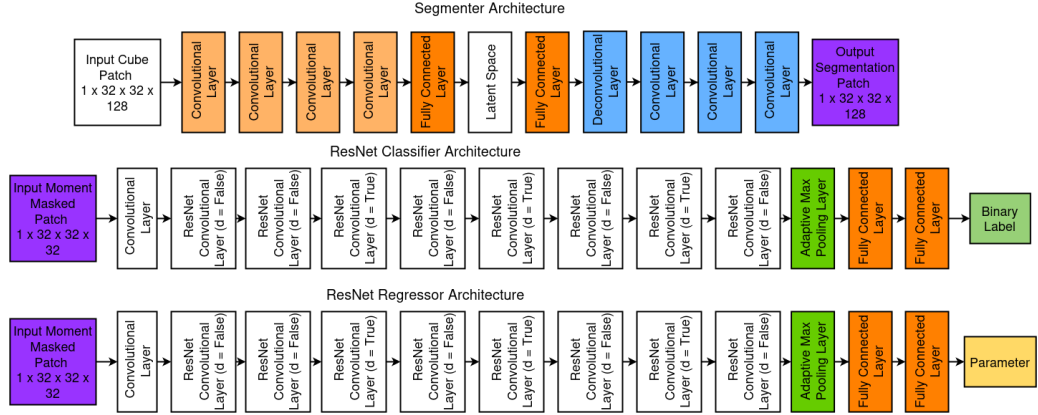 Segmenter Architecture
Input Cube
Patch
1 x 32 x 32 x
128
Convolutional
Layer
Convolutional
Layer
Convolutional
Layer
Convolutional
Layer
Fully Connected
Layer
Latent Space
Fully Connected
Layer
Deconvolutional
Layer
Convolutional
Layer
Convolutional
Layer
Convolutional
Layer
Output
Segmentation
Patch
1 x 32 x 32 x
128
ResNet Classifier Architecture
Input Moment
Masked
Patch
1 x 32 x 32 x
32
Convolutional
Layer
ResNet
Convolutional
Layer (d = False)
ResNet
Convolutional
Layer (d = False)
ResNet
Convolutional
Layer (d = True)
ResNet
Convolutional
Layer (d = False)
ResNet
Convolutional
Layer (d = True)
ResNet
Convolutional
Layer (d = False)
ResNet
Convolutional
Layer (d = True)
ResNet
Convolutional
Layer (d = False)
Adaptive Max
Pooling Layer
Fully Connected
Layer
Fully Connected
Layer
Binary
Label
ResNet Regressor Architecture
Input Moment
Masked
Patch
1 x 32 x 32 x
32
Convolutional
Layer
ResNet
Convolutional
Layer (d = False)
ResNet
Convolutional
Layer (d = False)
ResNet
Convolutional
Layer (d = True)
ResNet
Convolutional
Layer (d = False)
ResNet
Convolutional
Layer (d = True)
ResNet
Convolutional
Layer (d = False)
ResNet
Convolutional
Layer (d = True)
ResNet
Convolutional
Layer (d = False)
Adaptive Max
Pooling Layer
Fully Connected
Layer
Fully Connected
Layer
Parameter